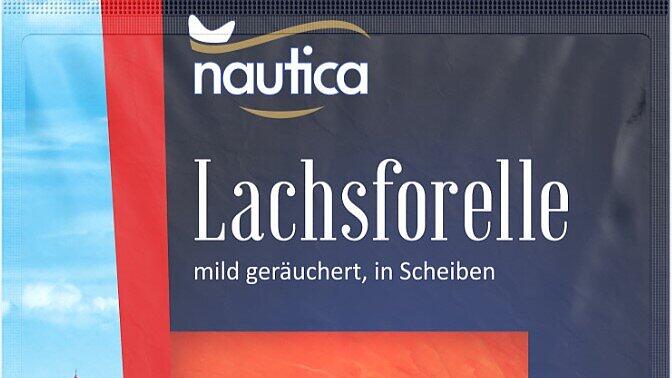 nautica
Lachsforelle
mild geräuchert, in Scheiben